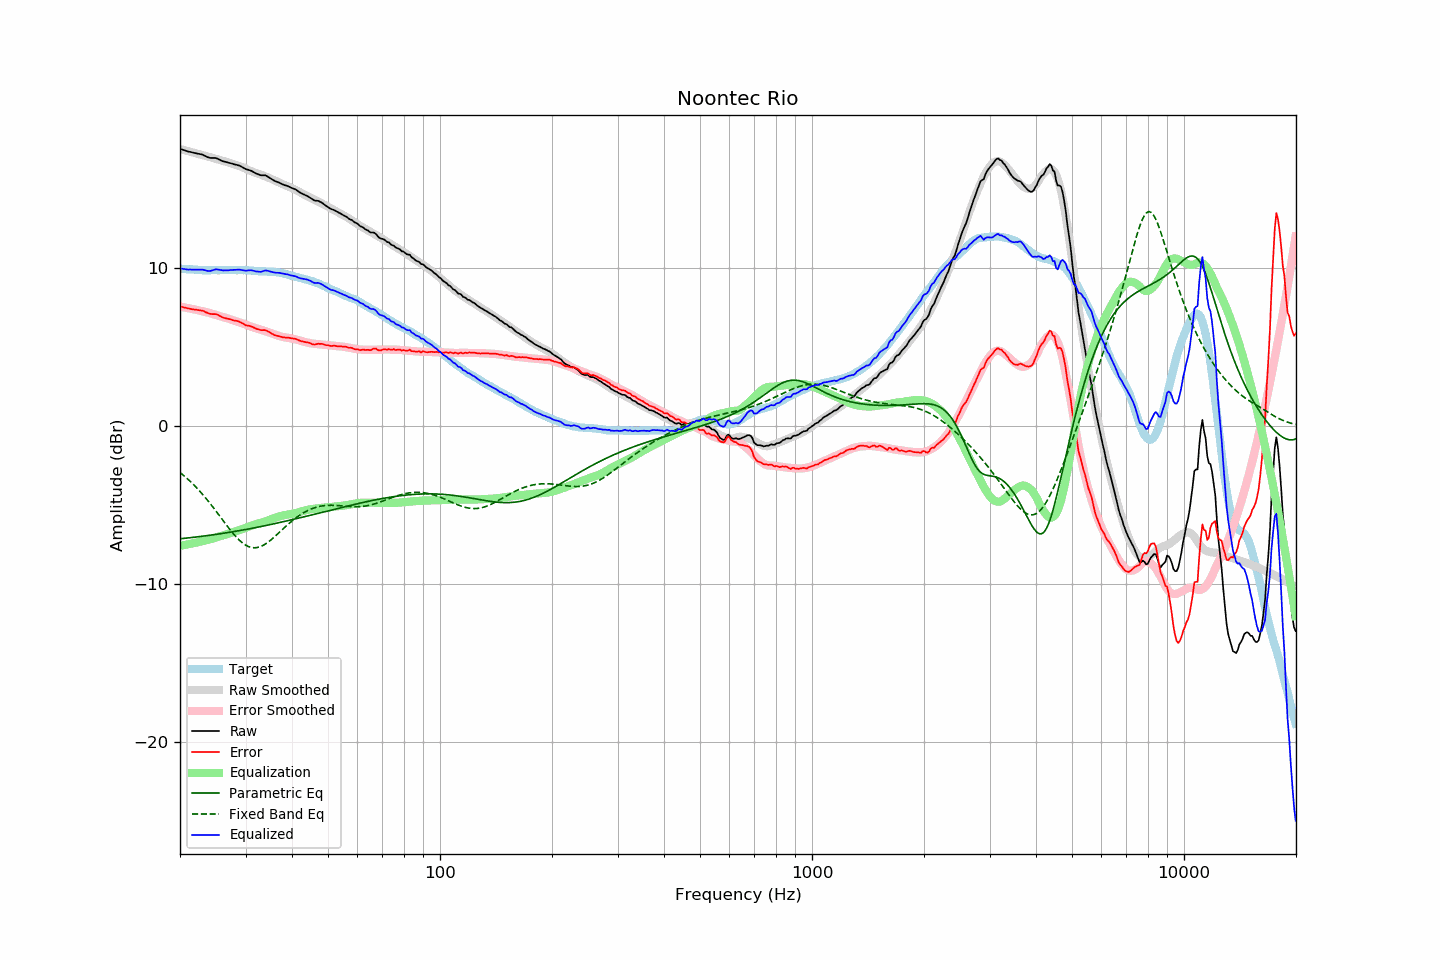 Noontec Rio
Amplitude (dBr)
10
0
−10
−20
Target
Raw Smoothed
Error Smoothed
Raw
Error
Equalization
Parametric Eq
Fixed Band Eq
Equalized
100
1000
10000
Frequency (Hz)